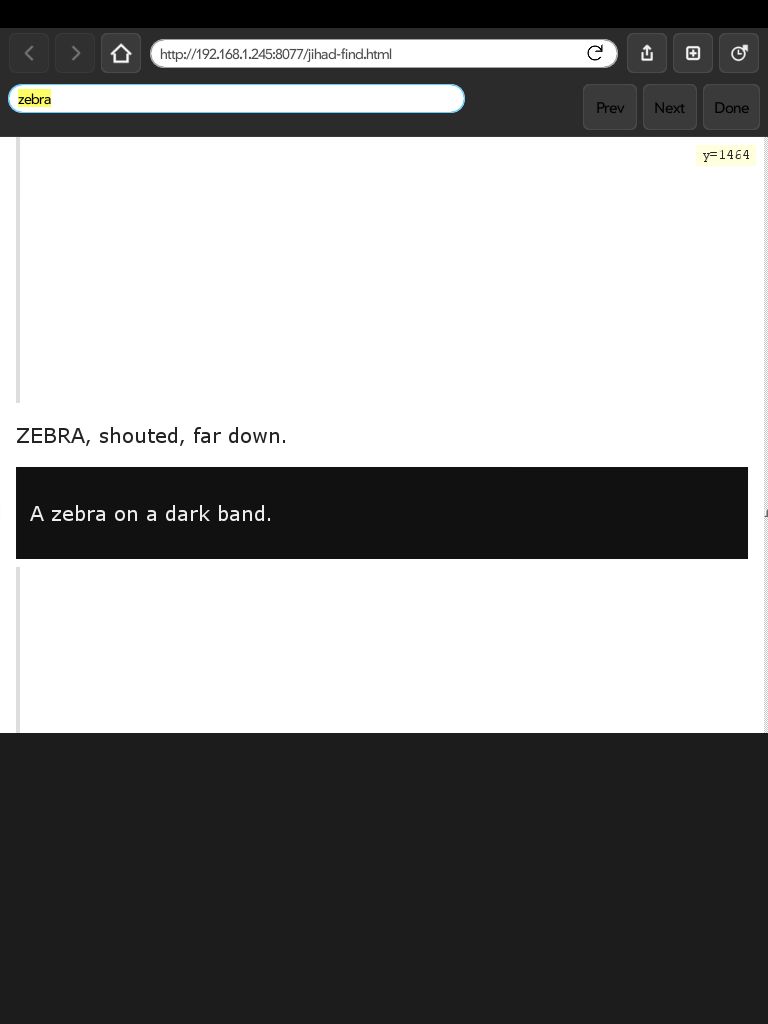 http://192.168.1.245:8077/jihad-find.html
zebra
Prev Next Done
y=1464
ZEBRA, shouted, far down.
A zebra on a dark band.